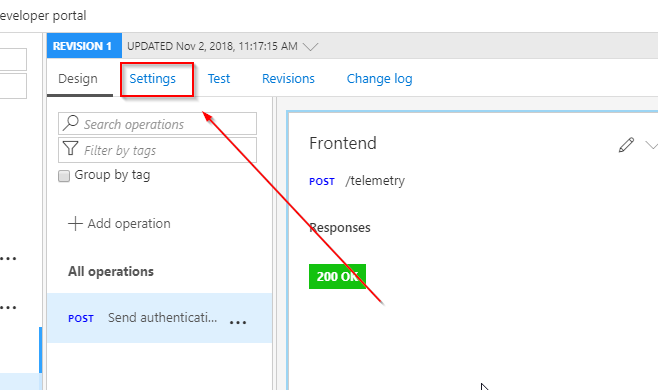 eveloper portal
REVISION 1 UPDATED Nov 2, 2018, 11:17:15 AM
Design Settings Test Revisions Change log
Search operations
Filter by tags
Group by tag
Add operation
All operations
POST Send authenticati...
Frontend
POST /telemetry
Responses
200 OK